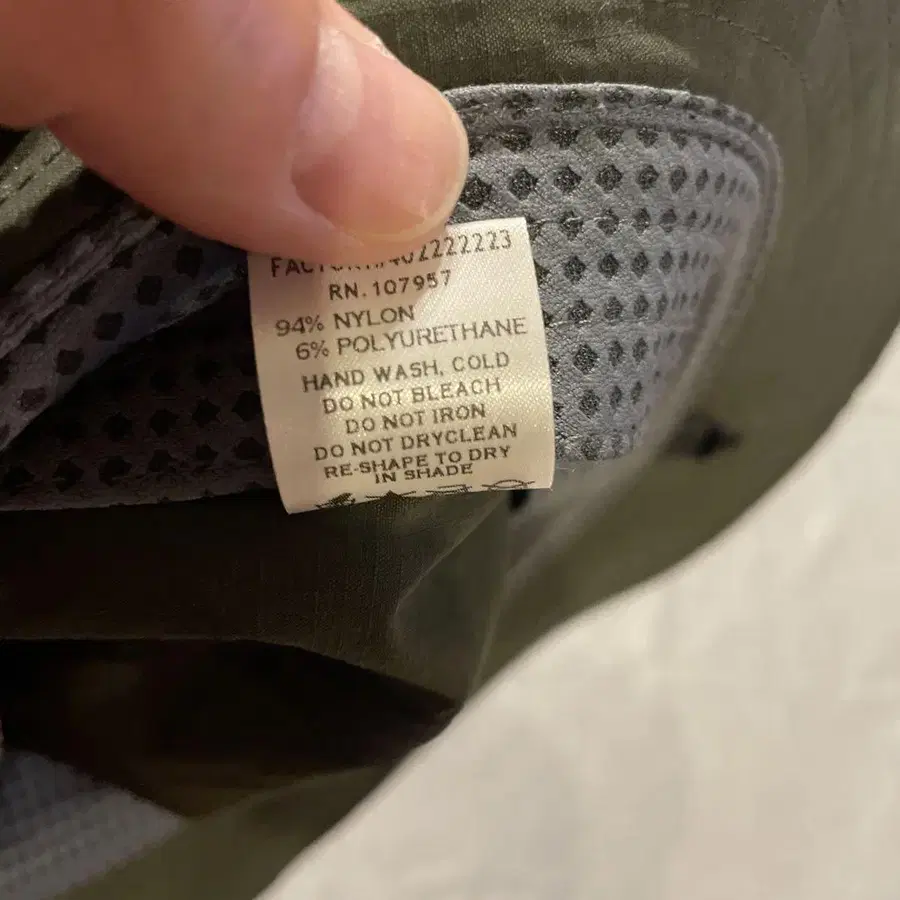 RN.107957
94% NYLON
6% POLYURETHANE
HAND WASH, COLD
DO NOT BLEACH
DO NOT IRON
DO NOT DRYCLEAN
RE-SHAPE TO DRY
IN SHADE